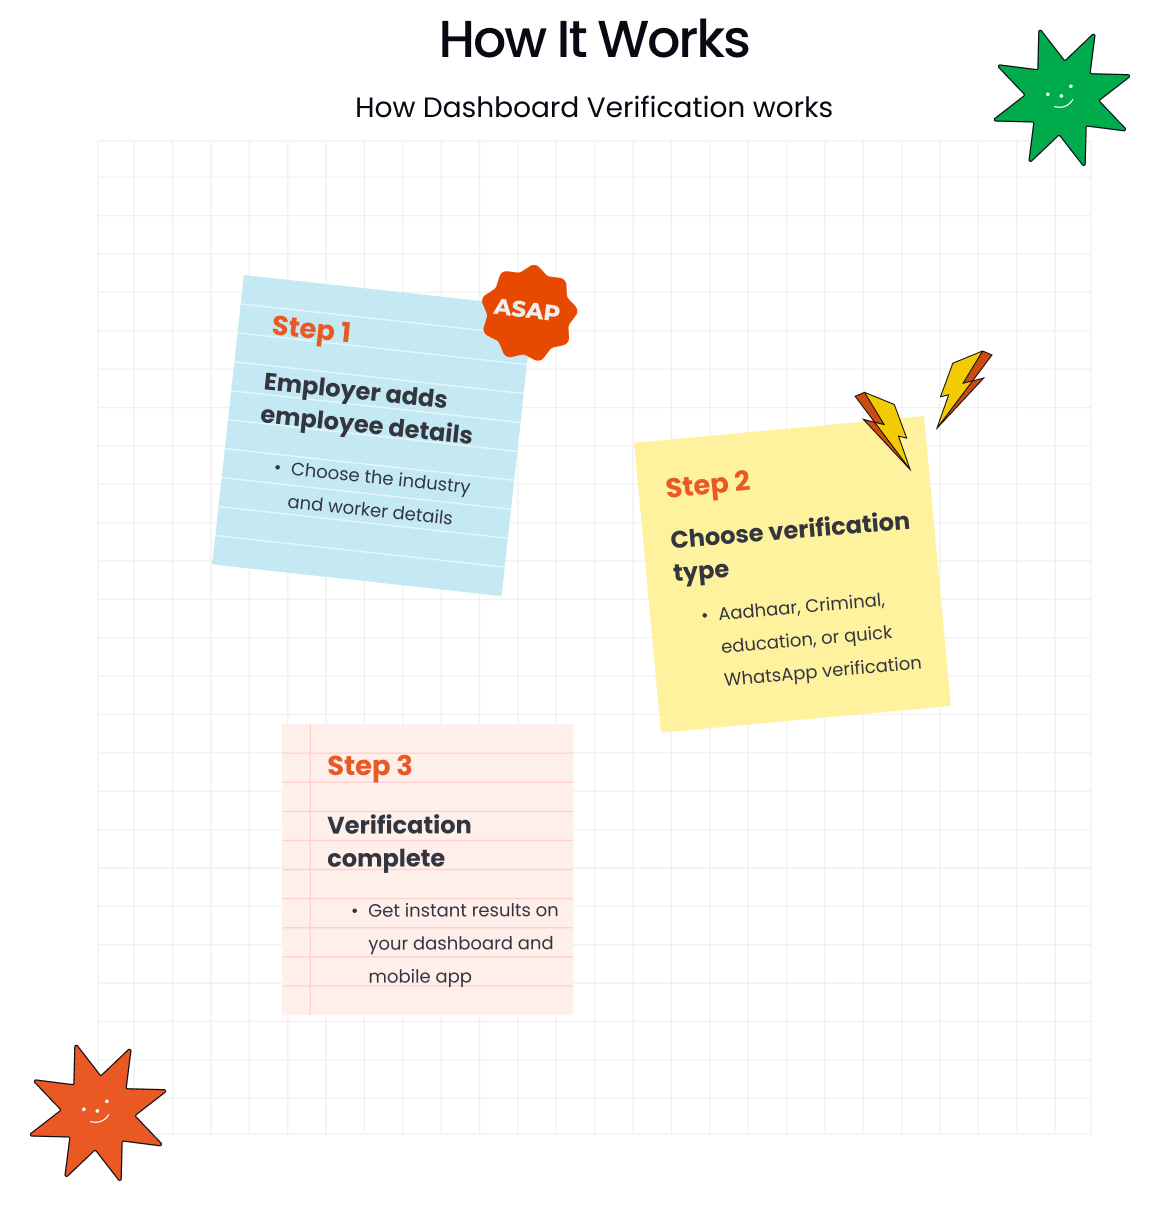 How It Works
How Dashboard Verification works
ASAP
Step 1
Employer adds
employee details
• Choose the industry
and worker details
Step 2
Choose verification
type
• Aadhaar, Criminal,
education, or quick
WhatsApp verification
Step 3
Verification
complete
• Get instant results on
your dashboard and
mobile app